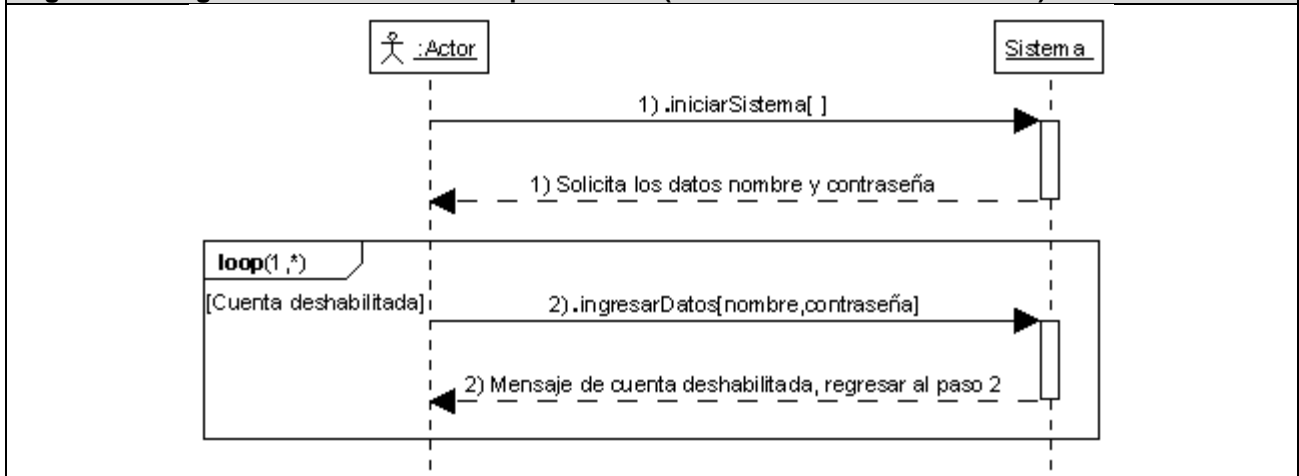 :Actor
Sistema
1).iniciarSistema[ ]
1) Solicita los datos nombre y contraseña
loop(1,*)
[Cuenta deshabilitada]
2).ingresarDatos[nombre,contraseña]
2) Mensaje de cuenta deshabilitada, regresar al paso 2